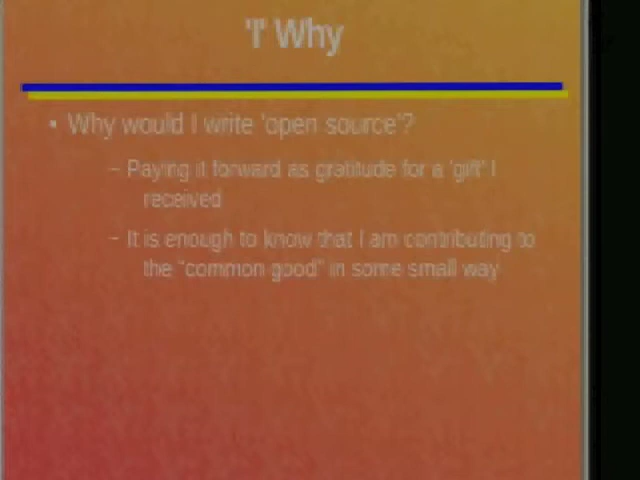 'I' Why
• Why would I write 'open source'?
– Paying it forward as gratitude for a 'gift' I
received
– It is enough to know that I am contributing to
the "common good" in some small way